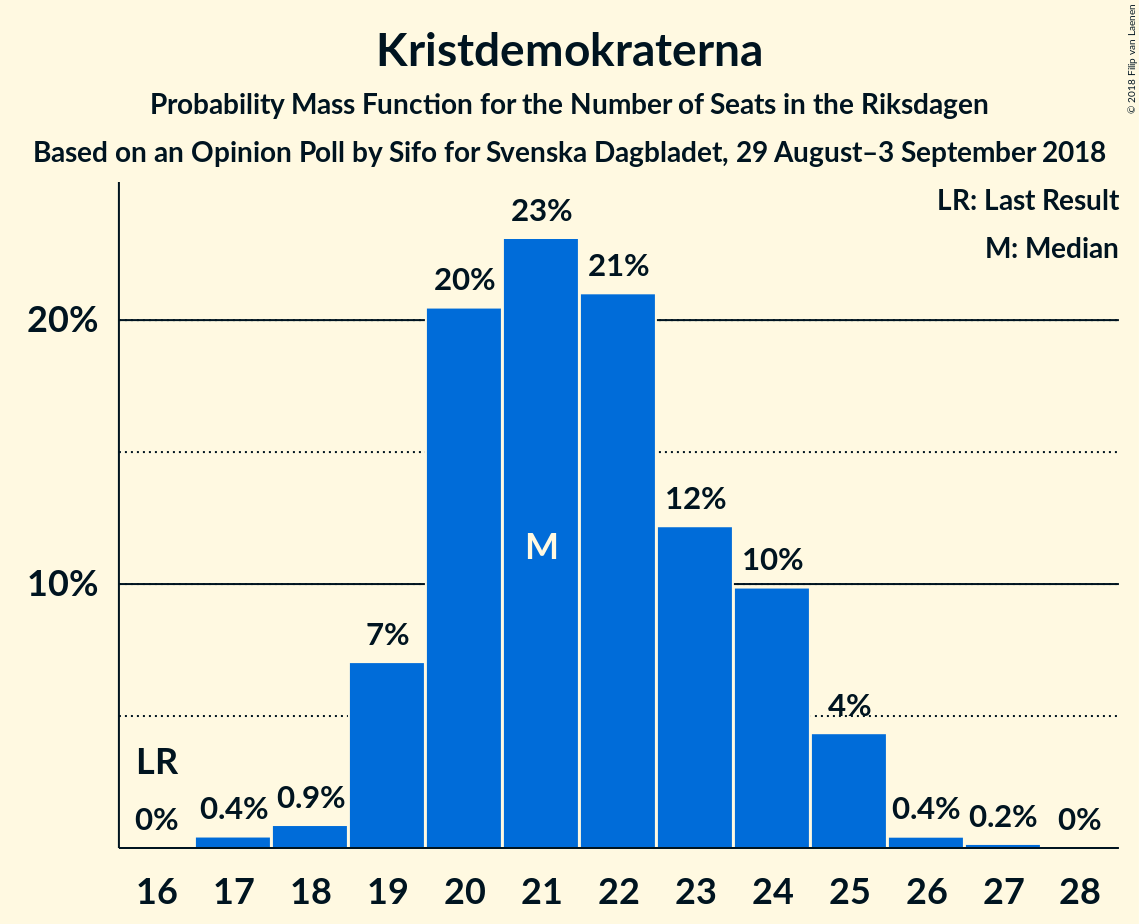 Kristdemokraterna
Probability Mass Function for the Number of Seats in the Riksdagen
Based on an Opinion Poll by Sifo for Svenska Dagbladet, 29 August–3 September 2018
© 2018 Filip van Laenen
LR: Last Result
M: Median
23%
21%
20%
20%
12%
M
10%
10%
7%
4%
LR
0%
0.4%
0.9%
0.4%
0.2%
0%
16 17 18 19 20 21 22 23 24 25 26 27 28